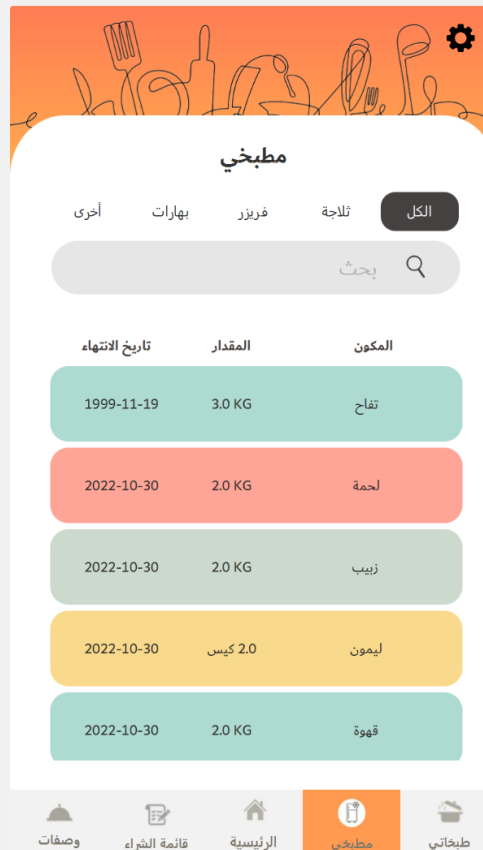 مطبخي
الكل ثلاجة فريزر بهارات أخرى
بحث
المكون المقدار تاريخ الانتهاء
تفاح 3.0 KG 1999-11-19
لحمة 2.0 KG 2022-10-30
زبيب 2.0 KG 2022-10-30
ليمون 2.0 كيس 2022-10-30
قهوة 2.0 KG 2022-10-30
طبخاتي مطبخي الرئيسية قائمة الشراء وصفات